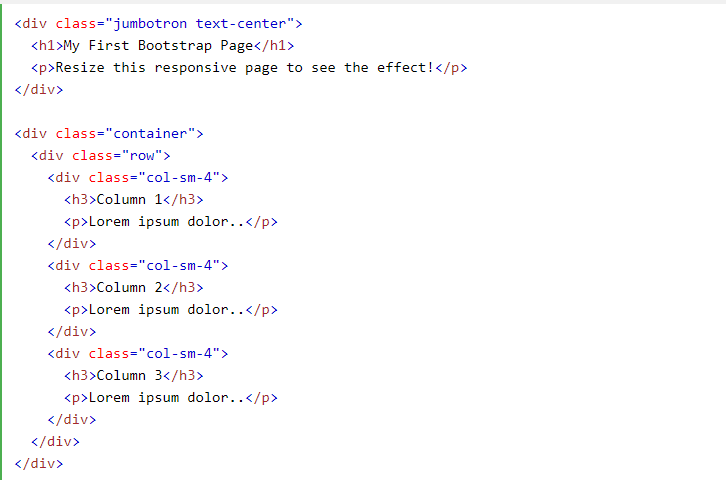 <div class="jumbotron text-center">
  <h1>My First Bootstrap Page</h1>
  <p>Resize this responsive page to see the effect!</p>
</div>

<div class="container">
  <div class="row">
    <div class="col-sm-4">
      <h3>Column 1</h3>
      <p>Lorem ipsum dolor..</p>
    </div>
    <div class="col-sm-4">
      <h3>Column 2</h3>
      <p>Lorem ipsum dolor..</p>
    </div>
    <div class="col-sm-4">
      <h3>Column 3</h3>
      <p>Lorem ipsum dolor..</p>
    </div>
  </div>
</div>